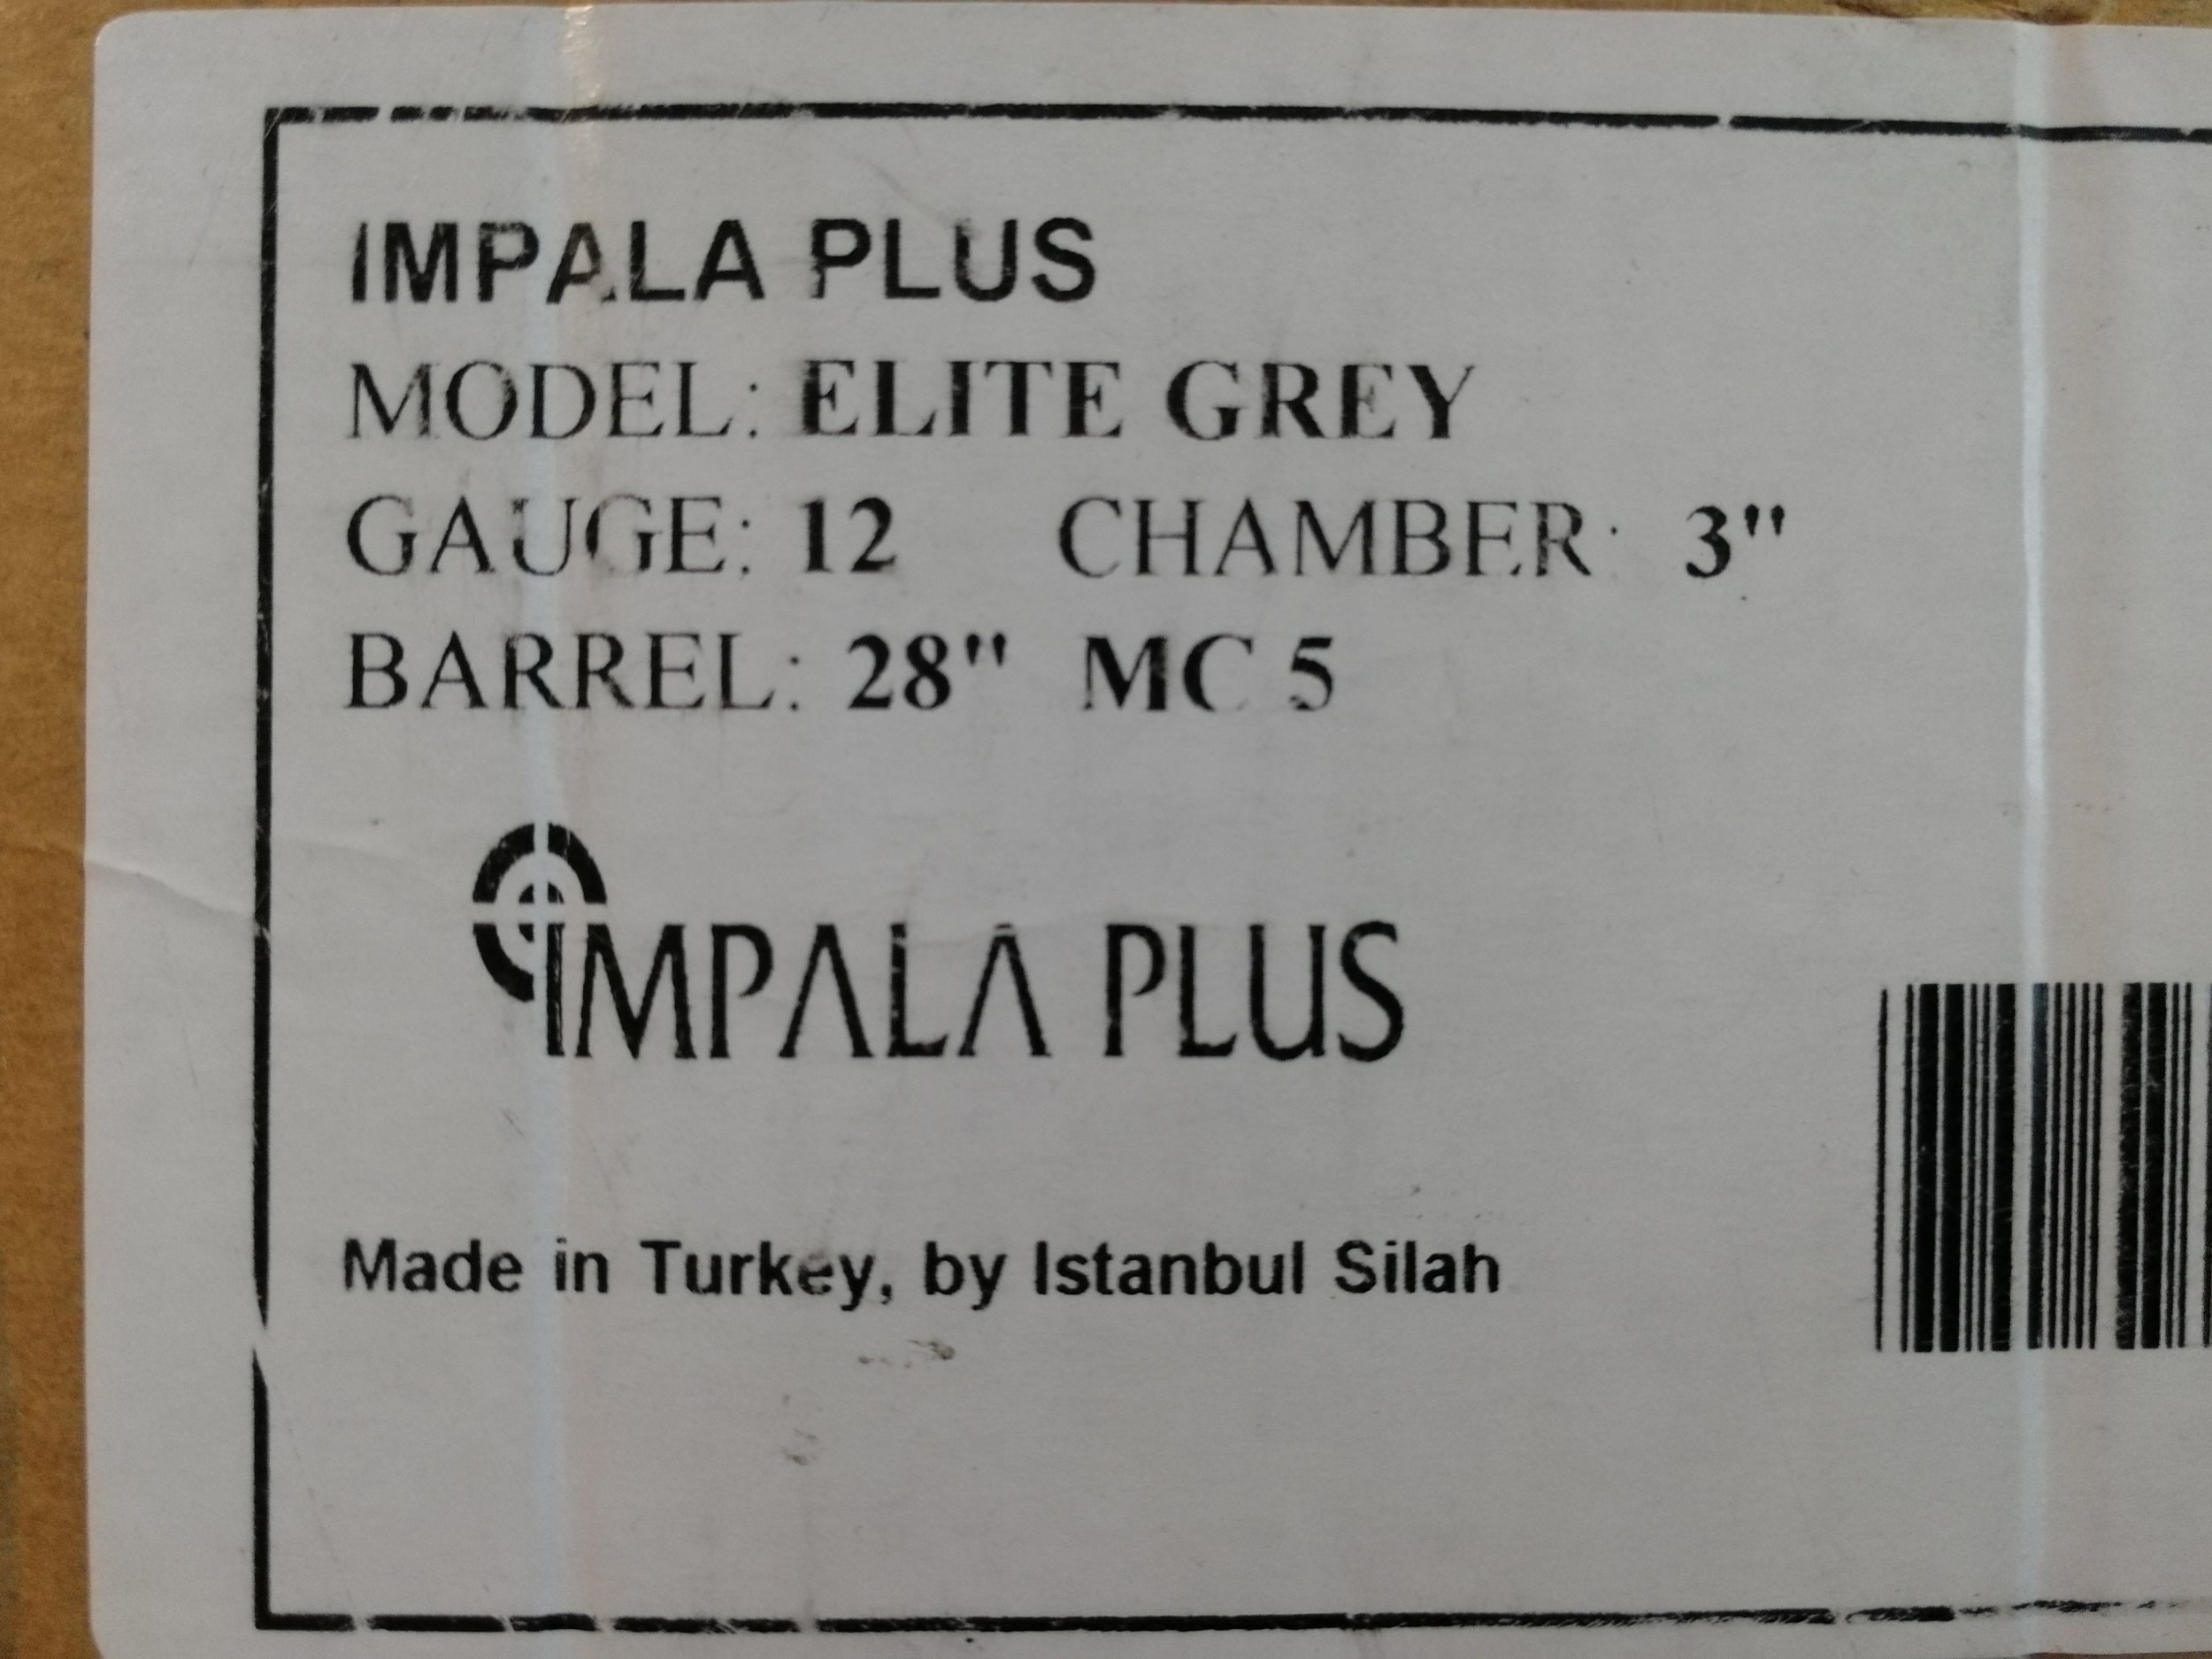 IMPALA PLUS
MODEL: ELITE GREY
GAUGE: 12 CHAMBER: 3"
BARREL: 28" MC 5
IMPALA PLUS
Made in Turkey, by Istanbul Silah